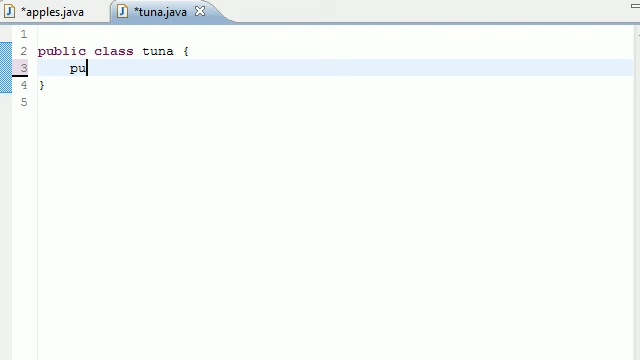 *apples.java *tuna.java
1
2 public class tuna {
3 pu
4 }
5